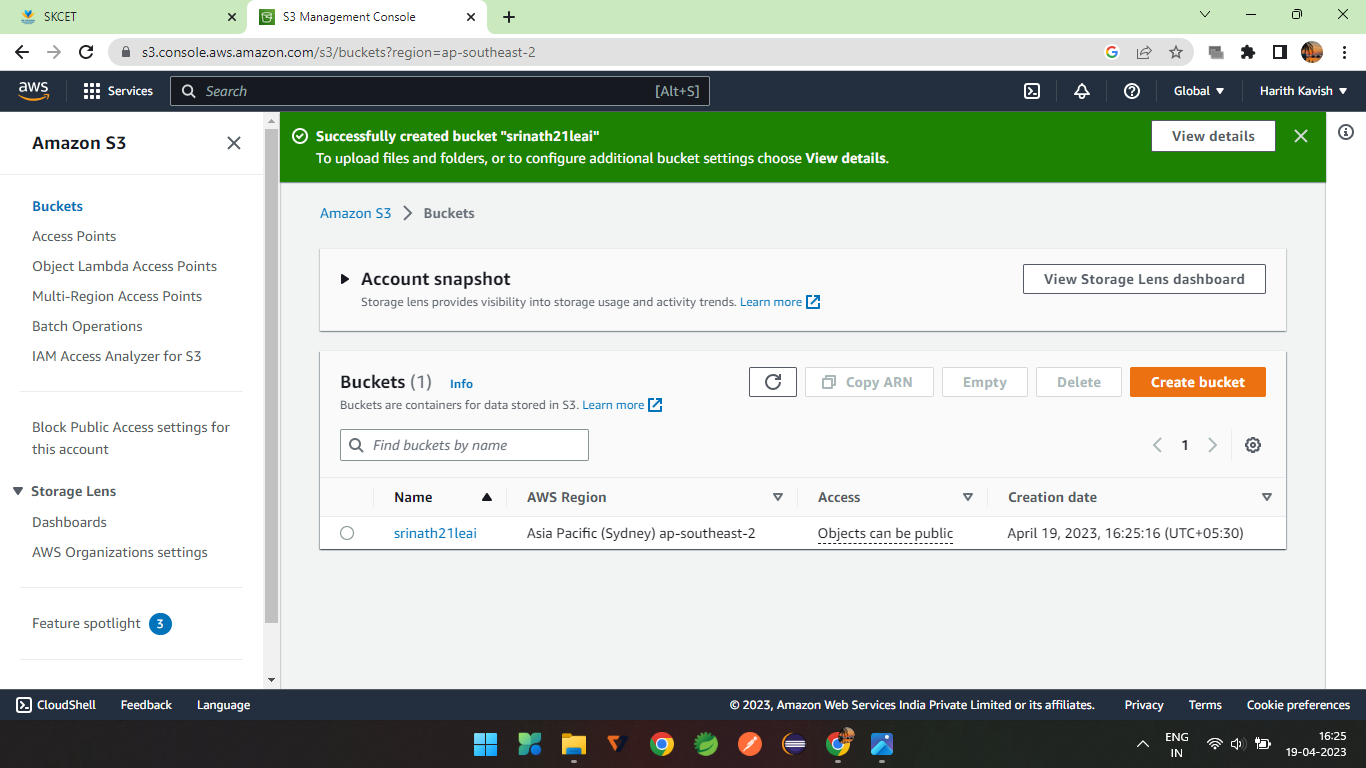 SKCET
S3 Management Console
s3.console.aws.amazon.com/s3/buckets?region=ap-southeast-2
aws
Services
Search
[Alt+S]
Global
Harith Kavish
Amazon S3
Buckets
Access Points
Object Lambda Access Points
Multi-Region Access Points
Batch Operations
IAM Access Analyzer for S3
Block Public Access settings for
this account
Storage Lens
Dashboards
AWS Organizations settings
Feature spotlight 3
Successfully created bucket "srinath21leai"
To upload files and folders, or to configure additional bucket settings choose View details.
View details
Amazon S3 Buckets
Account snapshot
Storage lens provides visibility into storage usage and activity trends. Learn more
View Storage Lens dashboard
Buckets (1) Info
Buckets are containers for data stored in S3. Learn more
Copy ARN
Empty
Delete
Create bucket
Find buckets by name
1
Name AWS Region Access Creation date
srinath21leai Asia Pacific (Sydney) ap-southeast-2 Objects can be public April 19, 2023, 16:25:16 (UTC+05:30)
CloudShell Feedback Language
© 2023, Amazon Web Services India Private Limited or its affiliates. Privacy Terms Cookie preferences
ENG
IN
16:25
19-04-2023